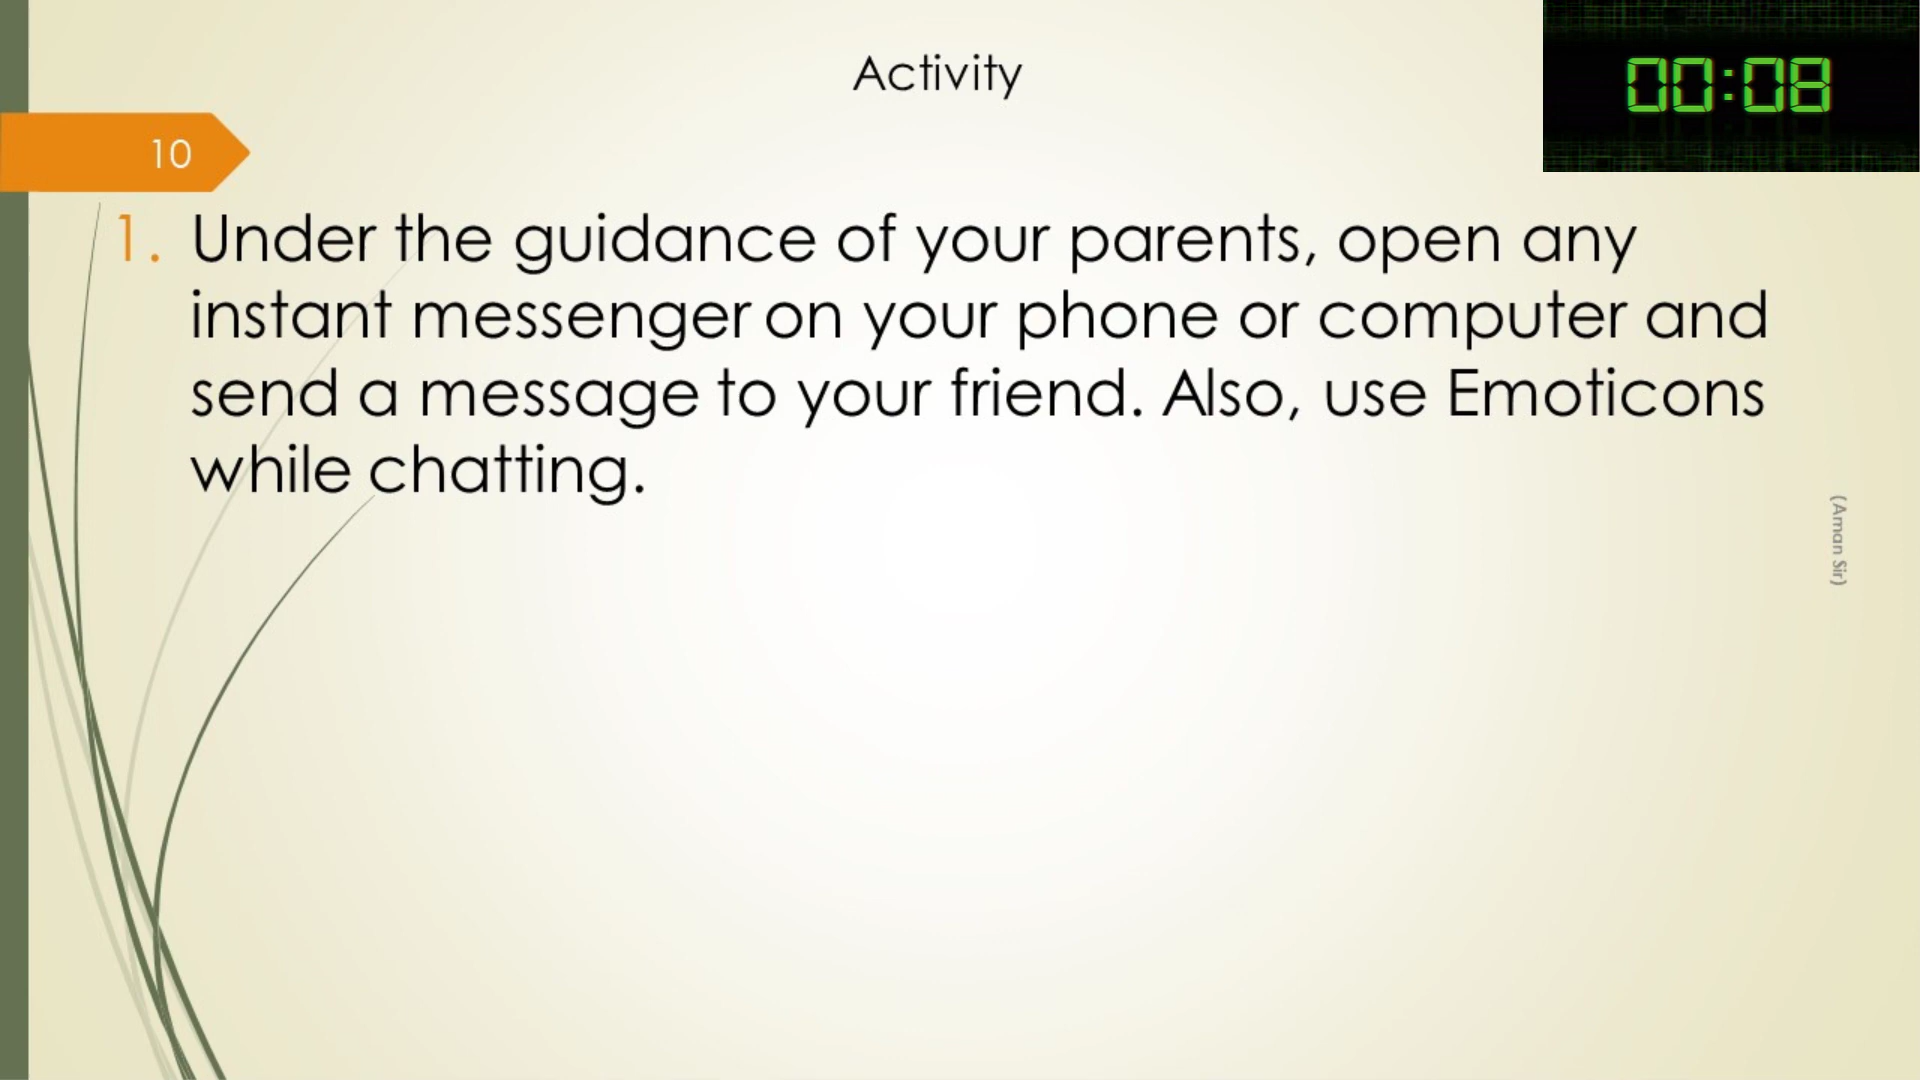 Activity
00:08
10
1. Under the guidance of your parents, open any
instant messenger on your phone or computer and
send a message to your friend. Also, use Emoticons
while chatting.
(Aman Sir)